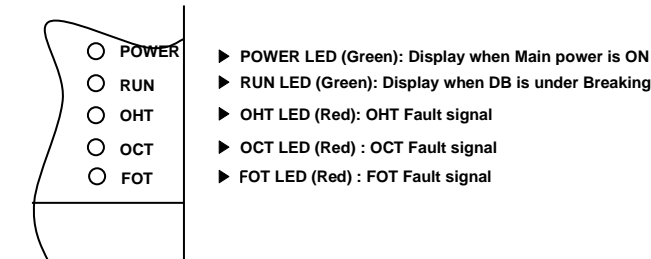 POWER ▶ POWER LED (Green): Display when Main power is ON
RUN ▶ RUN LED (Green): Display when DB is under Breaking
OHT ▶ OHT LED (Red): OHT Fault signal
OCT ▶ OCT LED (Red) : OCT Fault signal
FOT ▶ FOT LED (Red) : FOT Fault signal